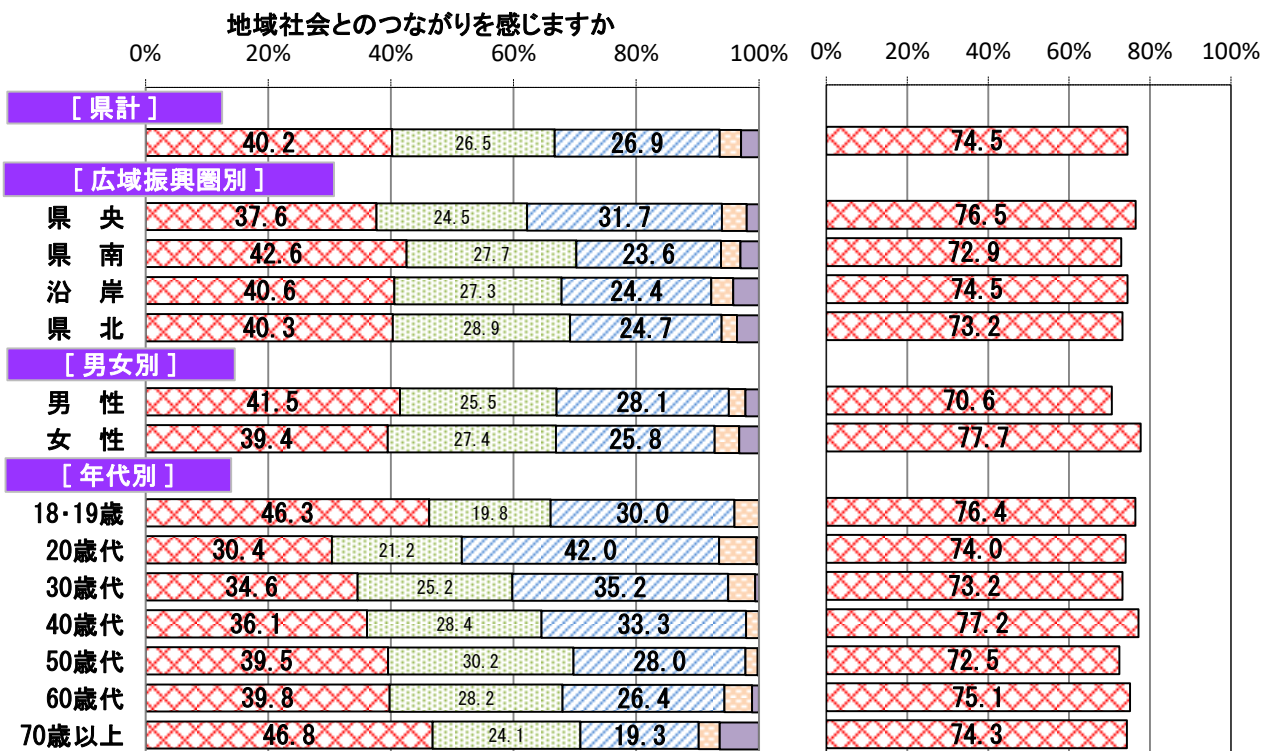 地域社会とのつながりを感じますか
0% 20% 40% 60% 80% 100% 0% 20% 40% 60% 80% 100%
[ 県計 ]
40.2 26.5 26.9 74.5
[ 広域振興圏別 ]
県 央 37.6 24.5 31.7 76.5
県 南 42.6 27.7 23.6 72.9
沿 岸 40.6 27.3 24.4 74.5
県 北 40.3 28.9 24.7 73.2
[ 男女別 ]
男 性 41.5 25.5 28.1 70.6
女 性 39.4 27.4 25.8 77.7
[ 年代別 ]
18・19歳 46.3 19.8 30.0 76.4
20歳代 30.4 21.2 42.0 74.0
30歳代 34.6 25.2 35.2 73.2
40歳代 36.1 28.4 33.3 77.2
50歳代 39.5 30.2 28.0 72.5
60歳代 39.8 28.2 26.4 75.1
70歳以上 46.8 24.1 19.3 74.3